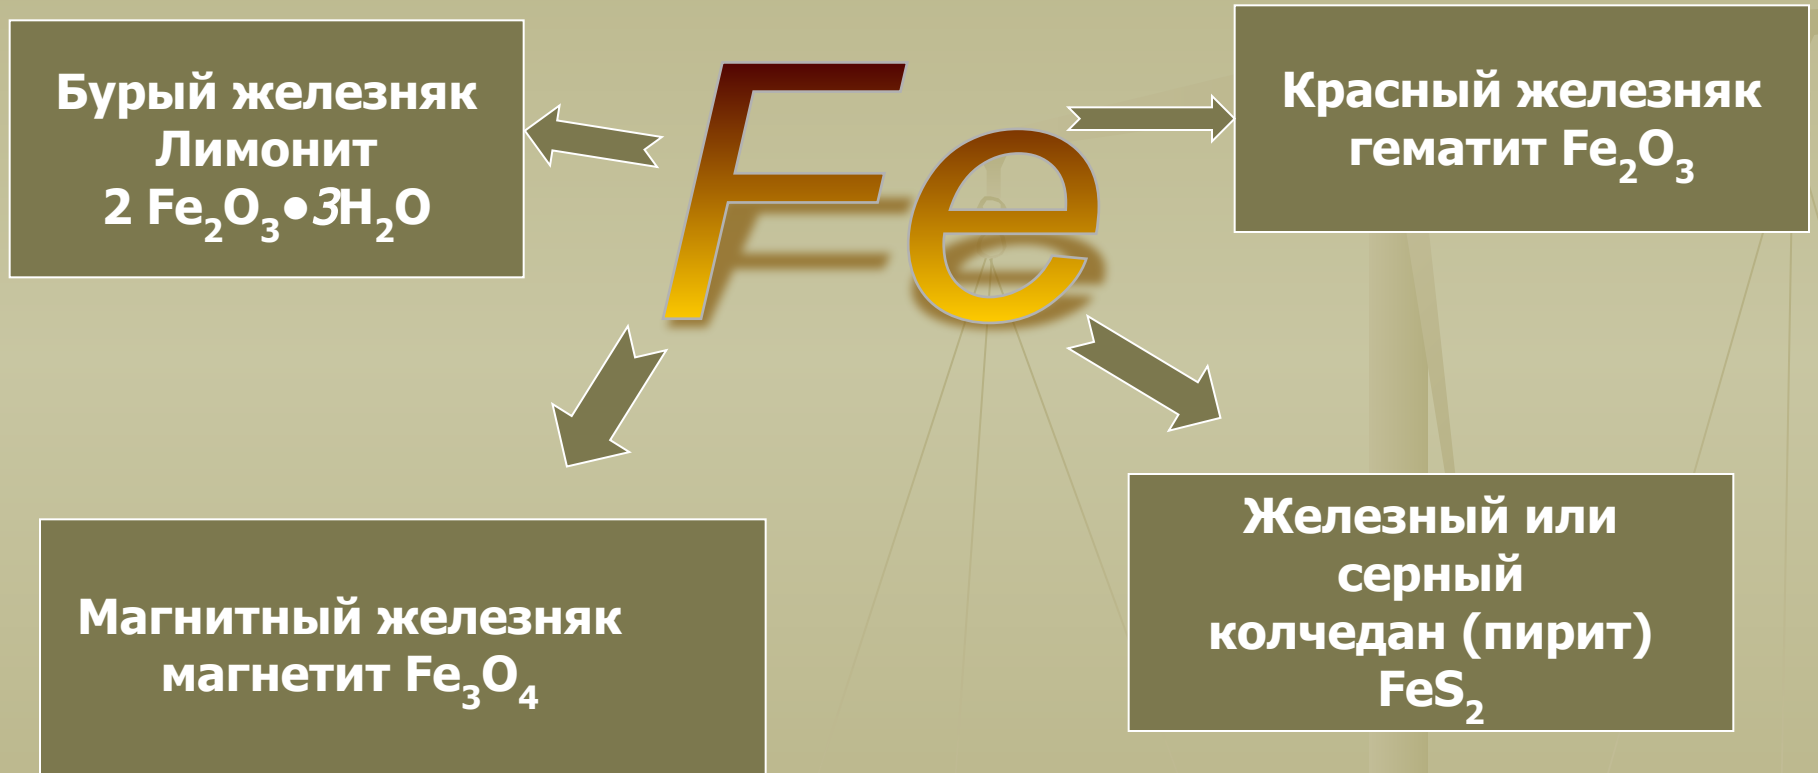 Бурый железняк
Лимонит
2 Fe₂O₃●3H₂O
Fe
Красный железняк
гематит Fe₂O₃
Магнитный железняк
магнетит Fe₃O₄
Железный или
серный
колчедан (пирит)
FeS₂